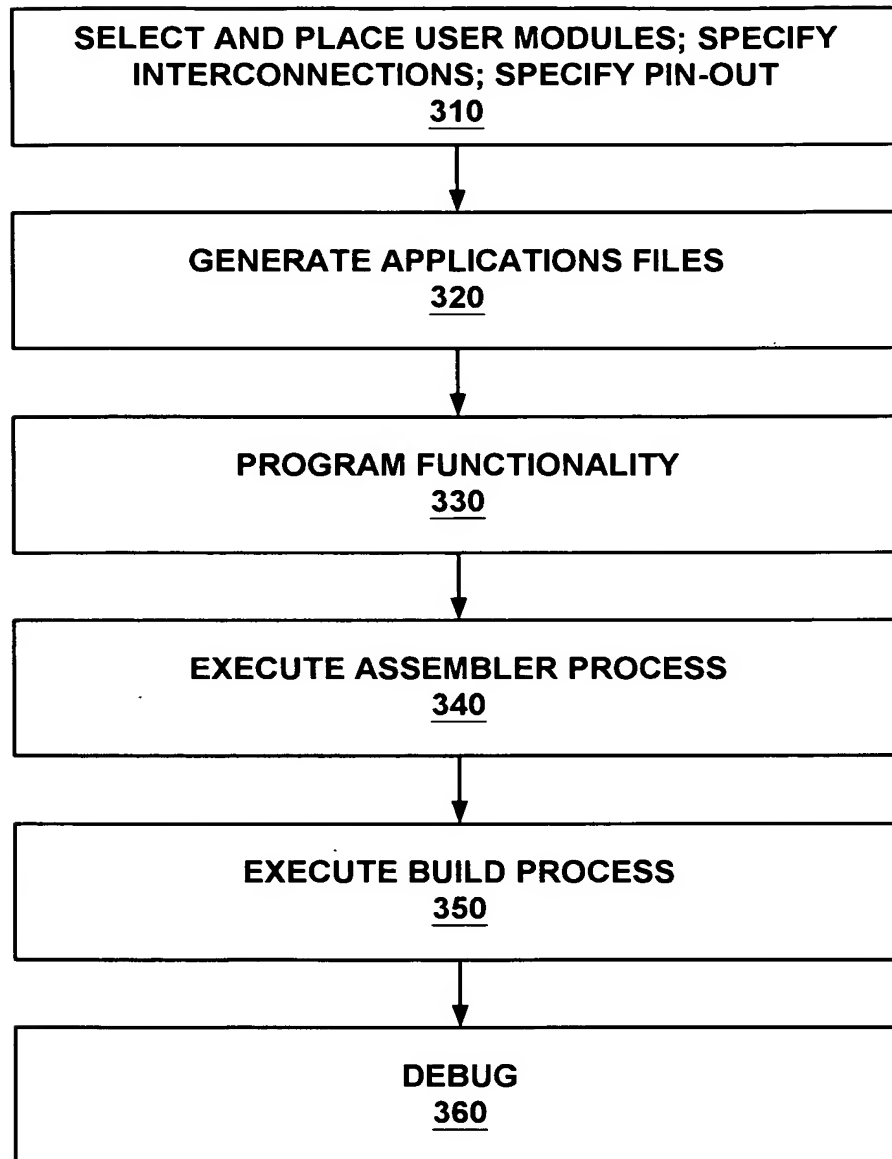 SELECT AND PLACE USER MODULES; SPECIFY
INTERCONNECTIONS; SPECIFY PIN-OUT
310
GENERATE APPLICATIONS FILES
320
PROGRAM FUNCTIONALITY
330
EXECUTE ASSEMBLER PROCESS
340
EXECUTE BUILD PROCESS
350
DEBUG
360